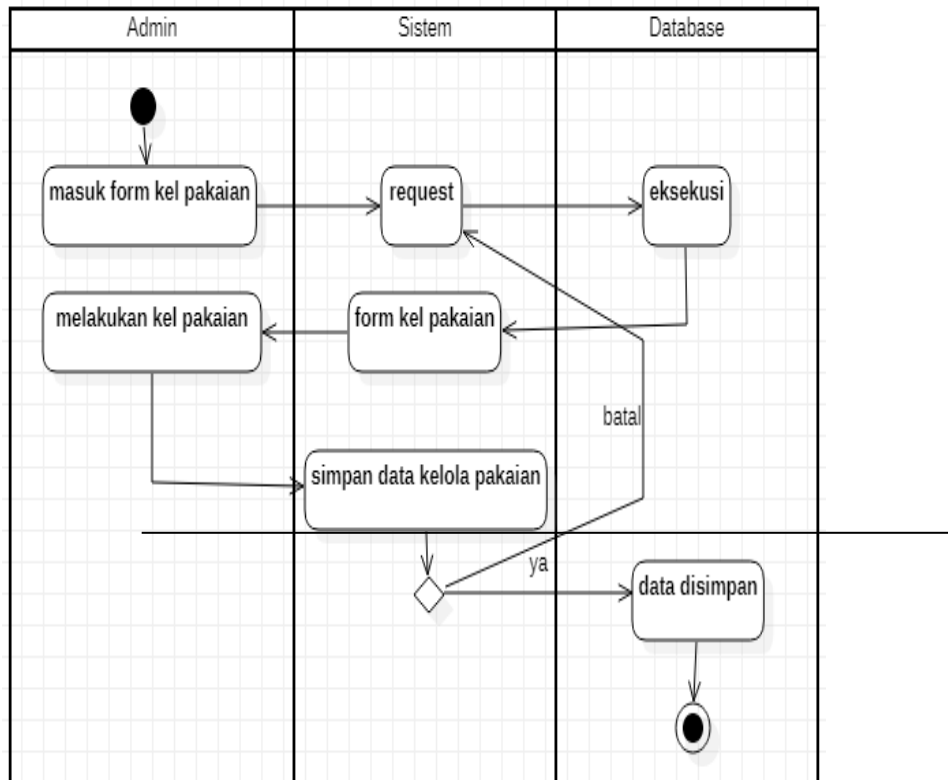 Admin
Sistem
Database
masuk form kel pakaian
request
eksekusi
melakukan kel pakaian
form kel pakaian
batal
simpan data kelola pakaian
ya
data disimpan